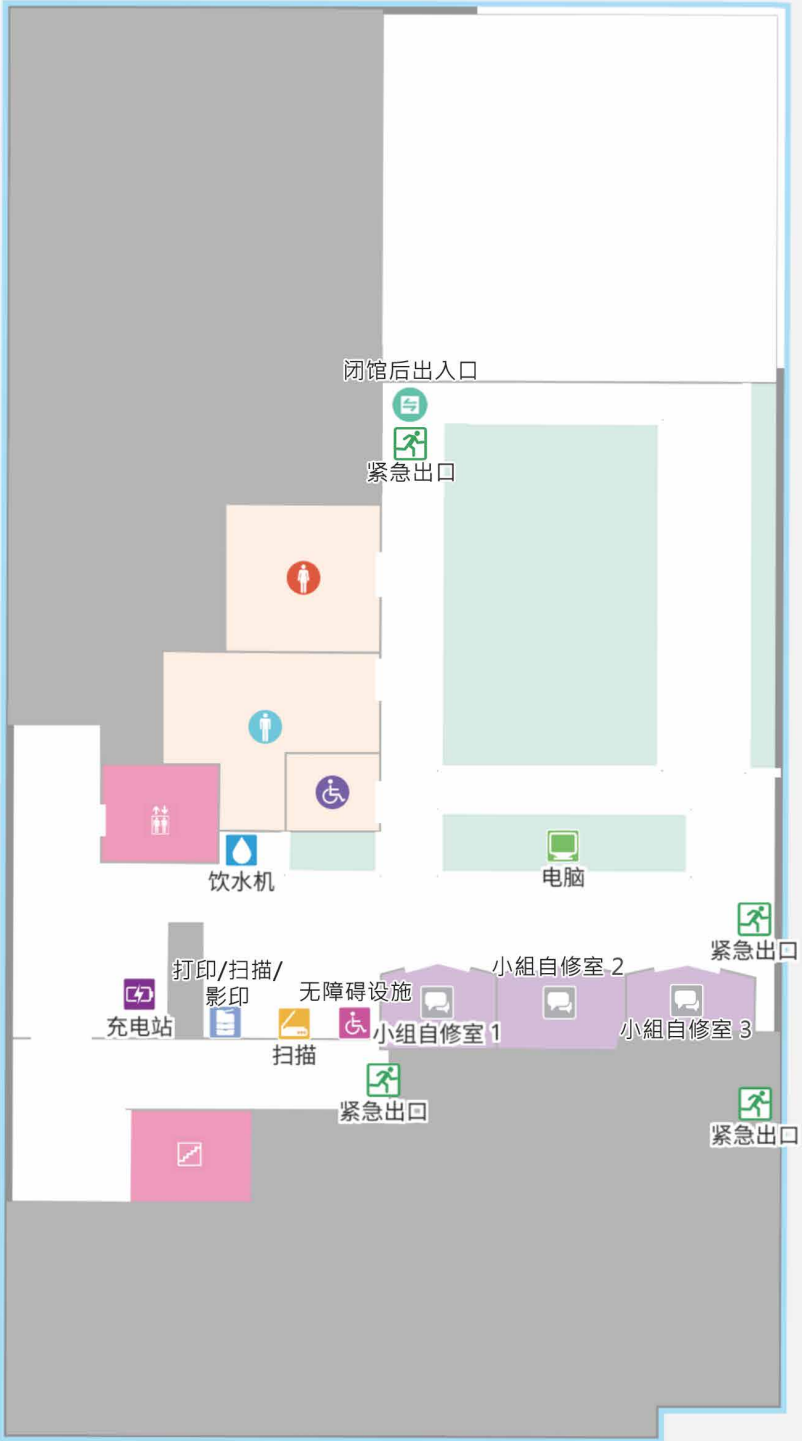 闭馆后出入口
紧急出口
饮水机
电脑
紧急出口
打印/扫描/
影印
无障碍设施
小組自修室 2
充电站
扫描
小组自修室 1
小組自修室 3
紧急出口
紧急出口